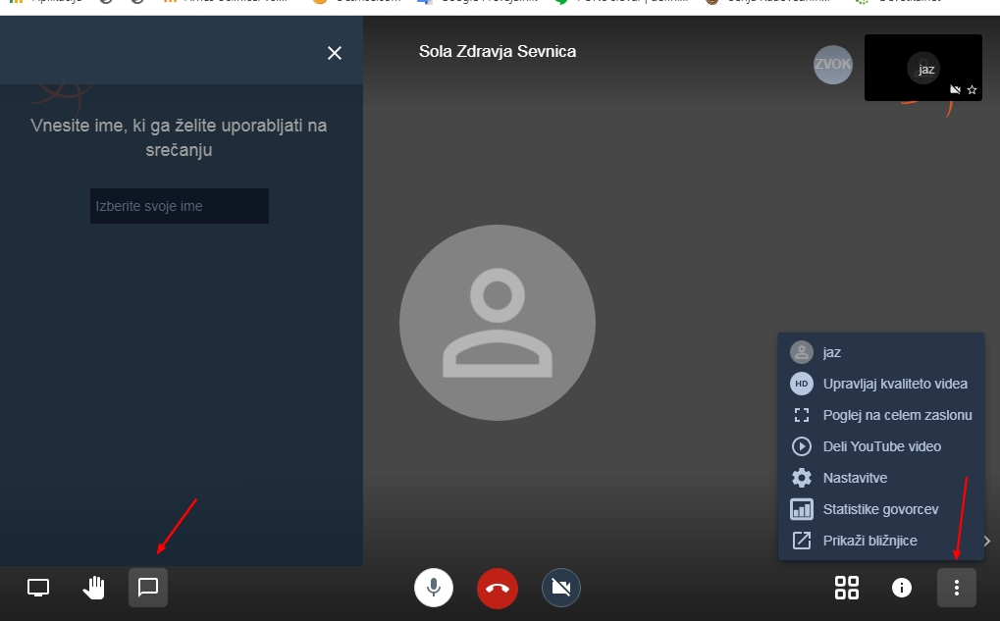 Sola Zdravja Sevnica
ZVOK
jaz
Vnesite ime, ki ga želite uporabljati na
srečanju
Izberite svoje ime
jaz
HD Upravljaj kvaliteto videa
Poglej na celem zaslonu
Deli YouTube video
Nastavitve
Statistike govorcev
Prikaži bližnjice